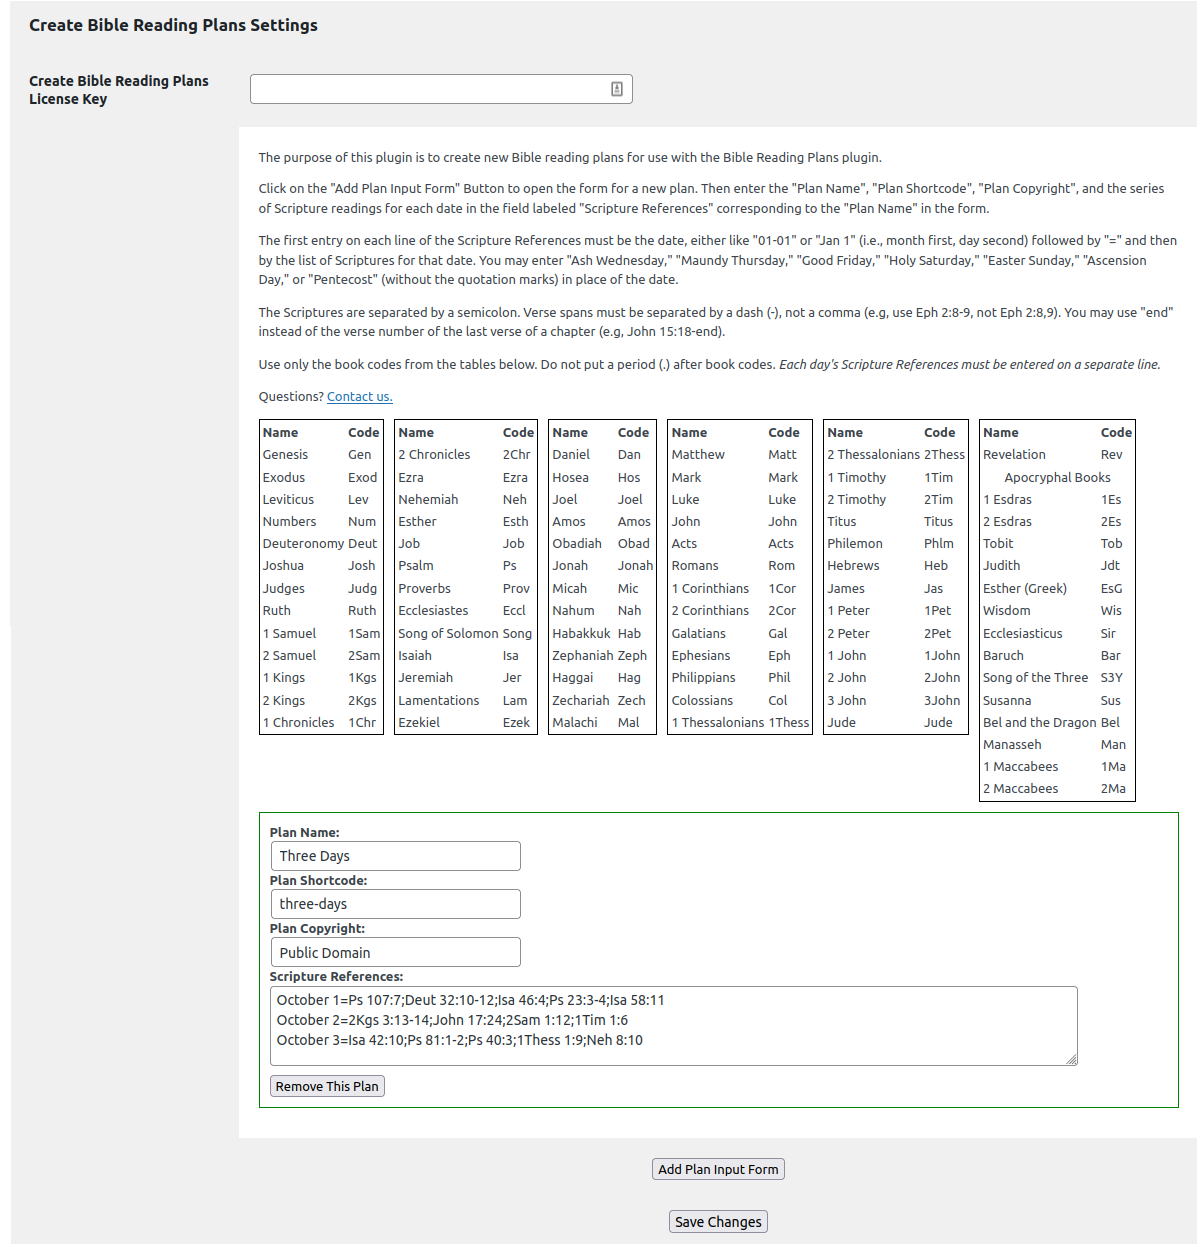 Create Bible Reading Plans Settings
Create Bible Reading Plans
License Key
The purpose of this plugin is to create new Bible reading plans for use with the Bible Reading Plans plugin.
Click on the "Add Plan Input Form" Button to open the form for a new plan. Then enter the "Plan Name", "Plan Shortcode", "Plan Copyright", and the series
of Scripture readings for each date in the field labeled "Scripture References" corresponding to the "Plan Name" in the form.
The first entry on each line of the Scripture References must be the date, either like "01-01" or "Jan 1" (i.e., month first, day second) followed by "=" and then
by the list of Scriptures for that date. You may enter "Ash Wednesday," "Maundy Thursday," "Good Friday," "Holy Saturday," "Easter Sunday," "Ascension
Day," or "Pentecost" (without the quotation marks) in place of the date.
The Scriptures are separated by a semicolon. Verse spans must be separated by a dash (-), not a comma (e.g, use Eph 2:8-9, not Eph 2:8,9). You may use "end"
instead of the verse number of the last verse of a chapter (e.g, John 15:18-end).
Use only the book codes from the tables below. Do not put a period (.) after book codes. Each day's Scripture References must be entered on a separate line.
Questions? Contact us.
Name Code
Genesis Gen
Exodus Exod
Leviticus Lev
Numbers Num
Deuteronomy Deut
Joshua Josh
Judges Judg
Ruth Ruth
1 Samuel 1Sam
2 Samuel 2Sam
1 Kings 1Kgs
2 Kings 2Kgs
1 Chronicles 1Chr
Name Code
2 Chronicles 2Chr
Ezra Ezra
Nehemiah Neh
Esther Esth
Job Job
Psalm Ps
Proverbs Prov
Ecclesiastes Eccl
Song of Solomon Song
Isaiah Isa
Jeremiah Jer
Lamentations Lam
Ezekiel Ezek
Name Code
Daniel Dan
Hosea Hos
Joel Joel
Amos Amos
Obadiah Obad
Jonah Jonah
Micah Mic
Nahum Nah
Habakkuk Hab
Zephaniah Zeph
Haggai Hag
Zechariah Zech
Malachi Mal
Name Code
Matthew Matt
Mark Mark
Luke Luke
John John
Acts Acts
Romans Rom
1 Corinthians 1Cor
2 Corinthians 2Cor
Galatians Gal
Ephesians Eph
Philippians Phil
Colossians Col
1 Thessalonians 1Thess
Name Code
2 Thessalonians 2Thess
1 Timothy 1Tim
2 Timothy 2Tim
Titus Titus
Philemon Phlm
Hebrews Heb
James Jas
1 Peter 1Pet
2 Peter 2Pet
1 John 1John
2 John 2John
3 John 3John
Jude Jude
Name Code
Revelation Rev
Apocryphal Books
1 Esdras 1Es
2 Esdras 2Es
Tobit Tob
Judith Jdt
Esther (Greek) EsG
Wisdom Wis
Ecclesiasticus Sir
Baruch Bar
Song of the Three S3Y
Susanna Sus
Bel and the Dragon Bel
Manasseh Man
1 Maccabees 1Ma
2 Maccabees 2Ma
Plan Name:
Three Days
Plan Shortcode:
three-days
Plan Copyright:
Public Domain
Scripture References:
October 1=Ps 107:7;Deut 32:10-12;Isa 46:4;Ps 23:3-4;Isa 58:11
October 2=2Kgs 3:13-14;John 17:24;2Sam 1:12;1Tim 1:6
October 3=Isa 42:10;Ps 81:1-2;Ps 40:3;1Thess 1:9;Neh 8:10
Remove This Plan
Add Plan Input Form
Save Changes